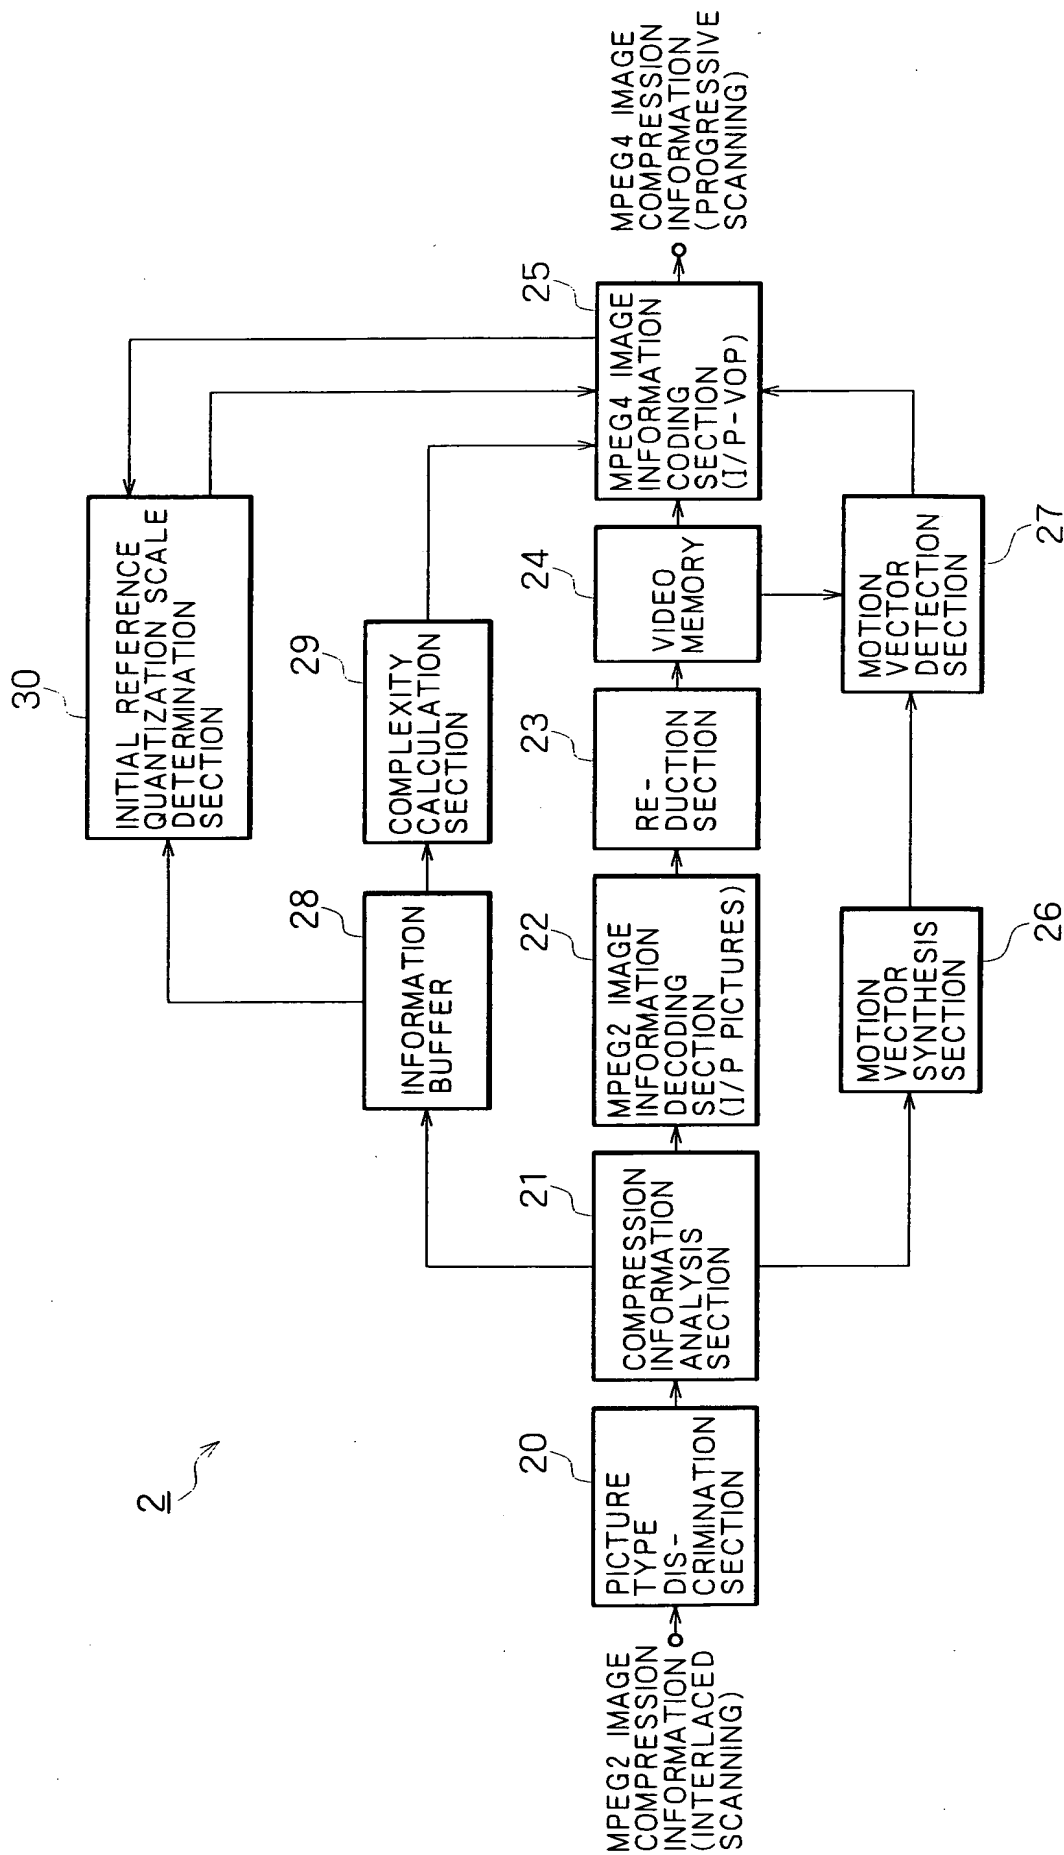 2
30
INITIAL REFERENCE
QUANTIZATION SCALE
DETERMINATION
SECTION
28
INFORMATION
BUFFER
29
COMPLEXITY
CALCULATION
SECTION
MPEG2 IMAGE
COMPRESSION
INFORMATION
(INTERLACED
SCANNING)
20
PICTURE
TYPE
DIS-
CRIMINATION
SECTION
21
COMPRESSION
INFORMATION
ANALYSIS
SECTION
22
MPEG2 IMAGE
INFORMATION
DECODING
SECTION
(I/P PICTURES)
23
RE-
DUCTION
SECTION
24
VIDEO
MEMORY
25
MPEG4 IMAGE
INFORMATION
CODING
SECTION
(I/P-VOP)
MPEG4 IMAGE
COMPRESSION
INFORMATION
(PROGRESSIVE
SCANNING)
MOTION
VECTOR
SYNTHESIS
SECTION
26
MOTION
VECTOR
DETECTION
SECTION
27